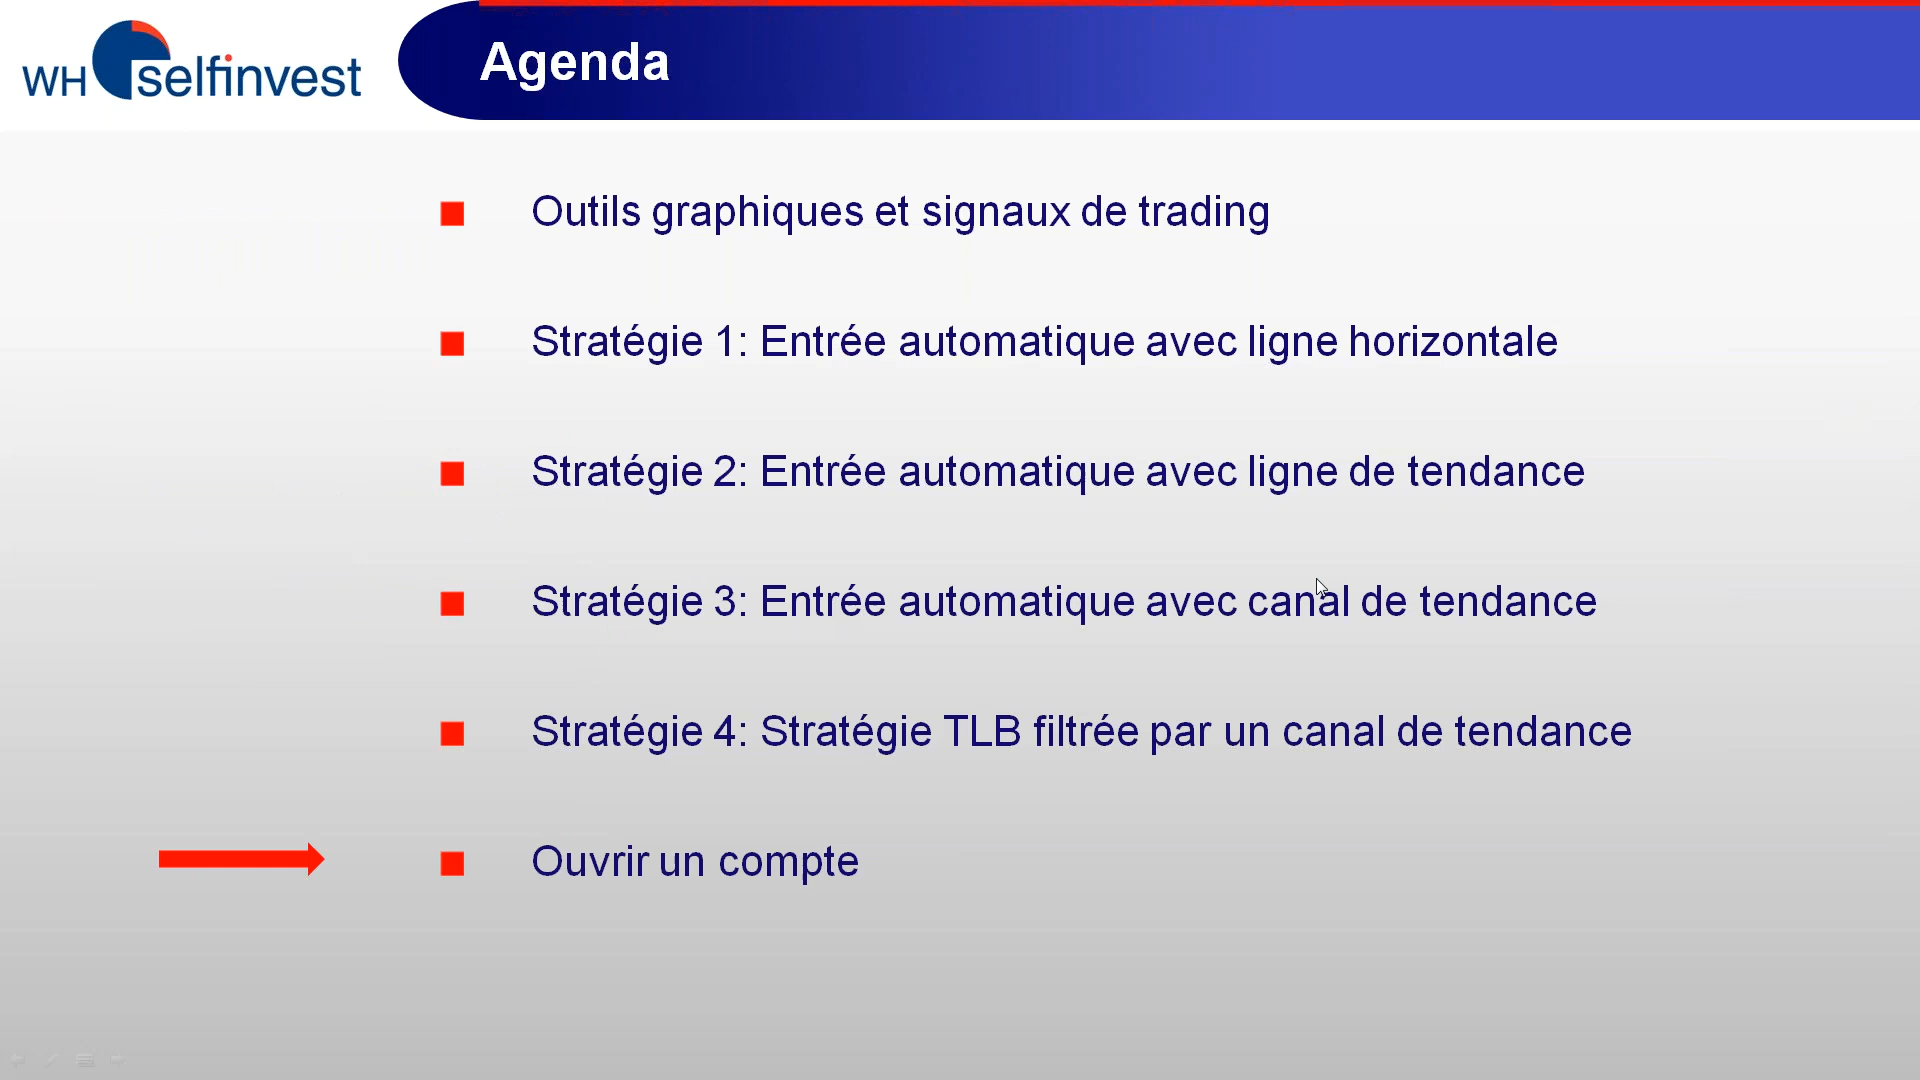 WH selfinvest
Agenda
Outils graphiques et signaux de trading
Stratégie 1: Entrée automatique avec ligne horizontale
Stratégie 2: Entrée automatique avec ligne de tendance
Stratégie 3: Entrée automatique avec canal de tendance
Stratégie 4: Stratégie TLB filtrée par un canal de tendance
Ouvrir un compte